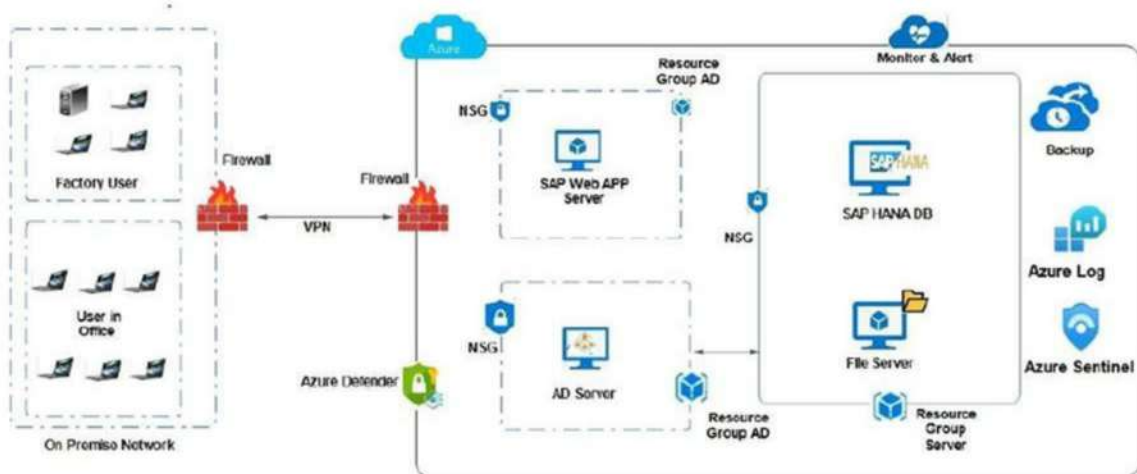 Azure
Monitor & Alert
Resource
Group AD
NSG
SAP Web APP
Server
Factory User
Firewall
Firewall
VPN
SAP HANA
SAP HANA DB
Backup
NSG
Azure Log
User in
Office
NSG
Azure Defender
AD Server
File Server
Azure Sentinel
Resource
Group AD
Resource
Group
Server
On Premise Network